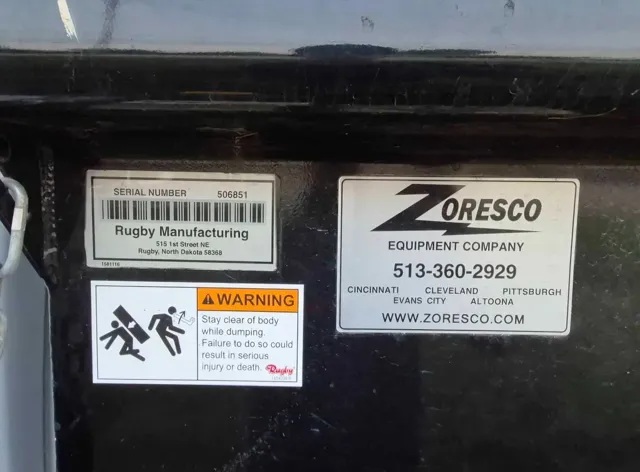 SERIAL NUMBER 506851
Rugby Manufacturing
515 1st Street NE
Rugby, North Dakota 58368
1581110
WARNING
Stay clear of body
while dumping.
Failure to do so could
result in serious
injury or death.
Rugby
ZORESCO
EQUIPMENT COMPANY
513-360-2929
CINCINNATI CLEVELAND PITTSBURGH
EVANS CITY ALTOONA
WWW.ZORESCO.COM